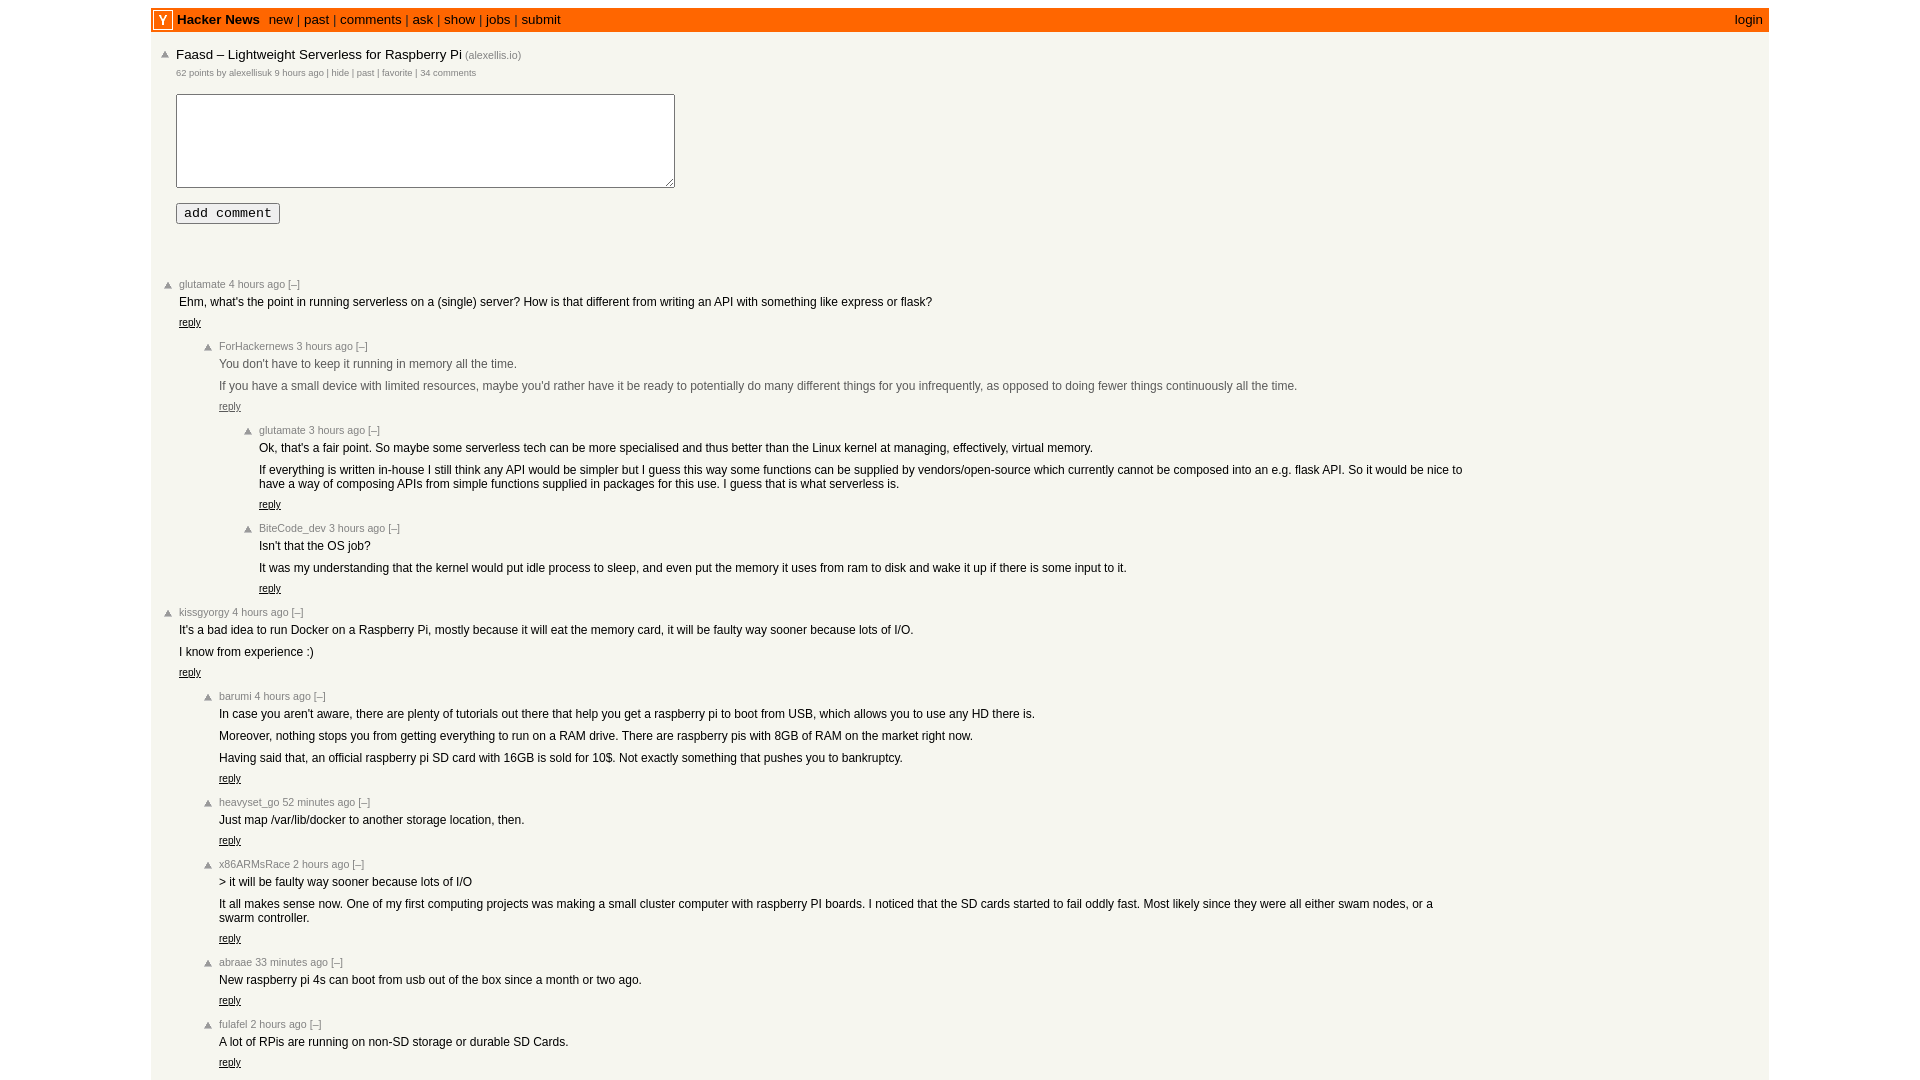 Y Hacker News new | past | comments | ask | show | jobs | submit login
Faasd – Lightweight Serverless for Raspberry Pi (alexellis.io)
62 points by alexellisuk 9 hours ago | hide | past | favorite | 34 comments
add comment
glutamate 4 hours ago [–]
Ehm, what's the point in running serverless on a (single) server? How is that different from writing an API with something like express or flask?
reply
ForHackernews 3 hours ago [–]
You don't have to keep it running in memory all the time.
If you have a small device with limited resources, maybe you'd rather have it be ready to potentially do many different things for you infrequently, as opposed to doing fewer things continuously all the time.
reply
glutamate 3 hours ago [–]
Ok, that's a fair point. So maybe some serverless tech can be more specialised and thus better than the Linux kernel at managing, effectively, virtual memory.
If everything is written in-house I still think any API would be simpler but I guess this way some functions can be supplied by vendors/open-source which currently cannot be composed into an e.g. flask API. So it would be nice to
have a way of composing APIs from simple functions supplied in packages for this use. I guess that is what serverless is.
reply
BiteCode_dev 3 hours ago [–]
Isn't that the OS job?
It was my understanding that the kernel would put idle process to sleep, and even put the memory it uses from ram to disk and wake it up if there is some input to it.
reply
kissgyorgy 4 hours ago [–]
It's a bad idea to run Docker on a Raspberry Pi, mostly because it will eat the memory card, it will be faulty way sooner because lots of I/O.
I know from experience :)
reply
barumi 4 hours ago [–]
In case you aren't aware, there are plenty of tutorials out there that help you get a raspberry pi to boot from USB, which allows you to use any HD there is.
Moreover, nothing stops you from getting everything to run on a RAM drive. There are raspberry pis with 8GB of RAM on the market right now.
Having said that, an official raspberry pi SD card with 16GB is sold for 10$. Not exactly something that pushes you to bankruptcy.
reply
heavyset_go 52 minutes ago [–]
Just map /var/lib/docker to another storage location, then.
reply
x86ARMsRace 2 hours ago [–]
> it will be faulty way sooner because lots of I/O
It all makes sense now. One of my first computing projects was making a small cluster computer with raspberry PI boards. I noticed that the SD cards started to fail oddly fast. Most likely since they were all either swam nodes, or a
swarm controller.
reply
abraae 33 minutes ago [–]
New raspberry pi 4s can boot from usb out of the box since a month or two ago.
reply
fulafel 2 hours ago [–]
A lot of RPis are running on non-SD storage or durable SD Cards.
reply